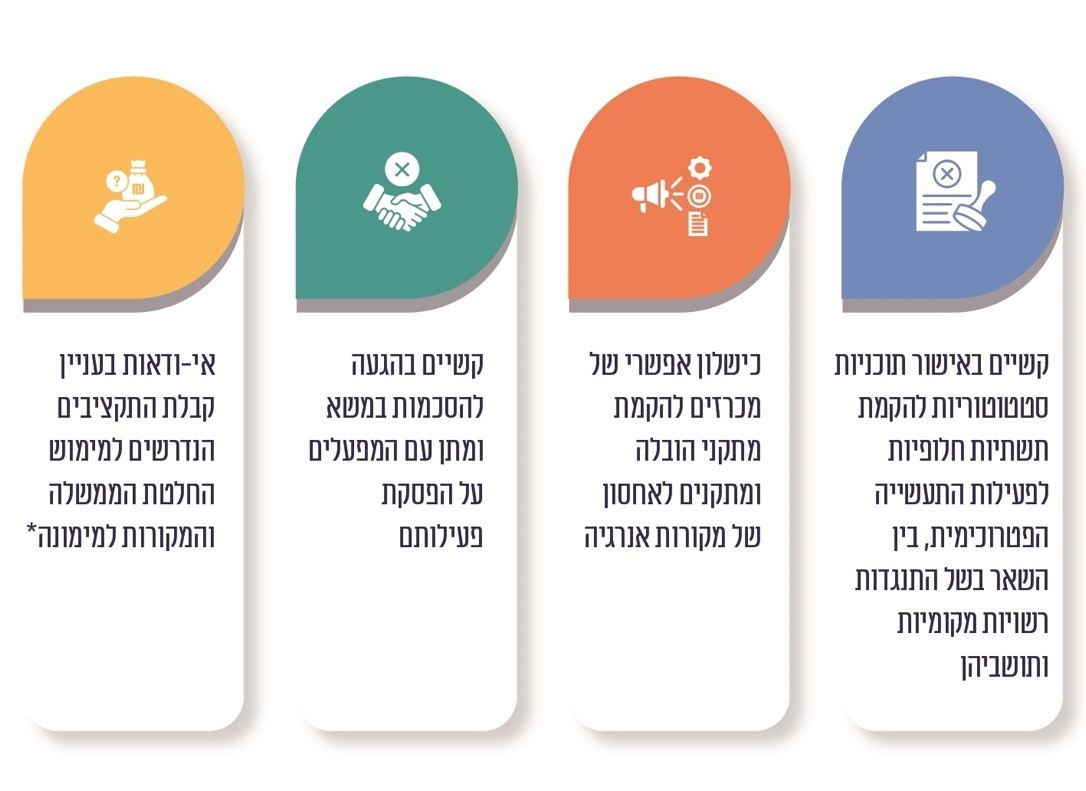 קשיים באישור תוכניות
סטטוטוריות להקמת
תשתיות חלופיות
לפעילות התעשייה
הפטרוכימית, בין
השאר בשל התנגדות
רשויות מקומיות
ותושביהן
כישלון אפשרי של
מכרזים להקמת
מתקני הובלה
ומתקנים לאחסון
של מקורות אנרגיה
קשיים בהגעה
להסכמות במשא
ומתן עם המפעלים
על הפסקת
פעילותם
?
₪
אי-ודאות בעניין
קבלת התקציבים
הנדרשים למימוש
החלטת הממשלה
והמקורות למימונה*